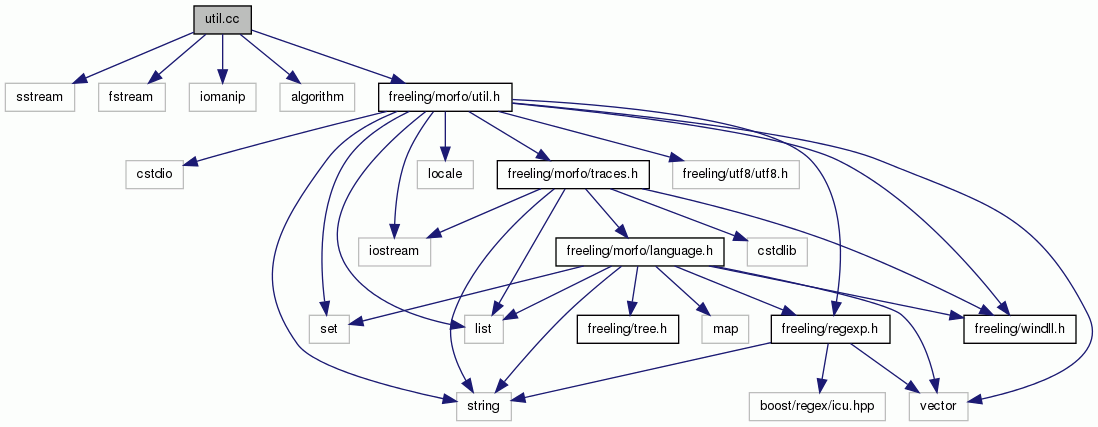 util.cc
sstream
fstream
iomanip
algorithm
freeling/morfo/util.h
cstdio
locale
freeling/morfo/traces.h
freeling/utf8/utf8.h
iostream
freeling/morfo/language.h
cstdlib
set
list
freeling/tree.h
map
freeling/regexp.h
freeling/windll.h
string
boost/regex/icu.hpp
vector